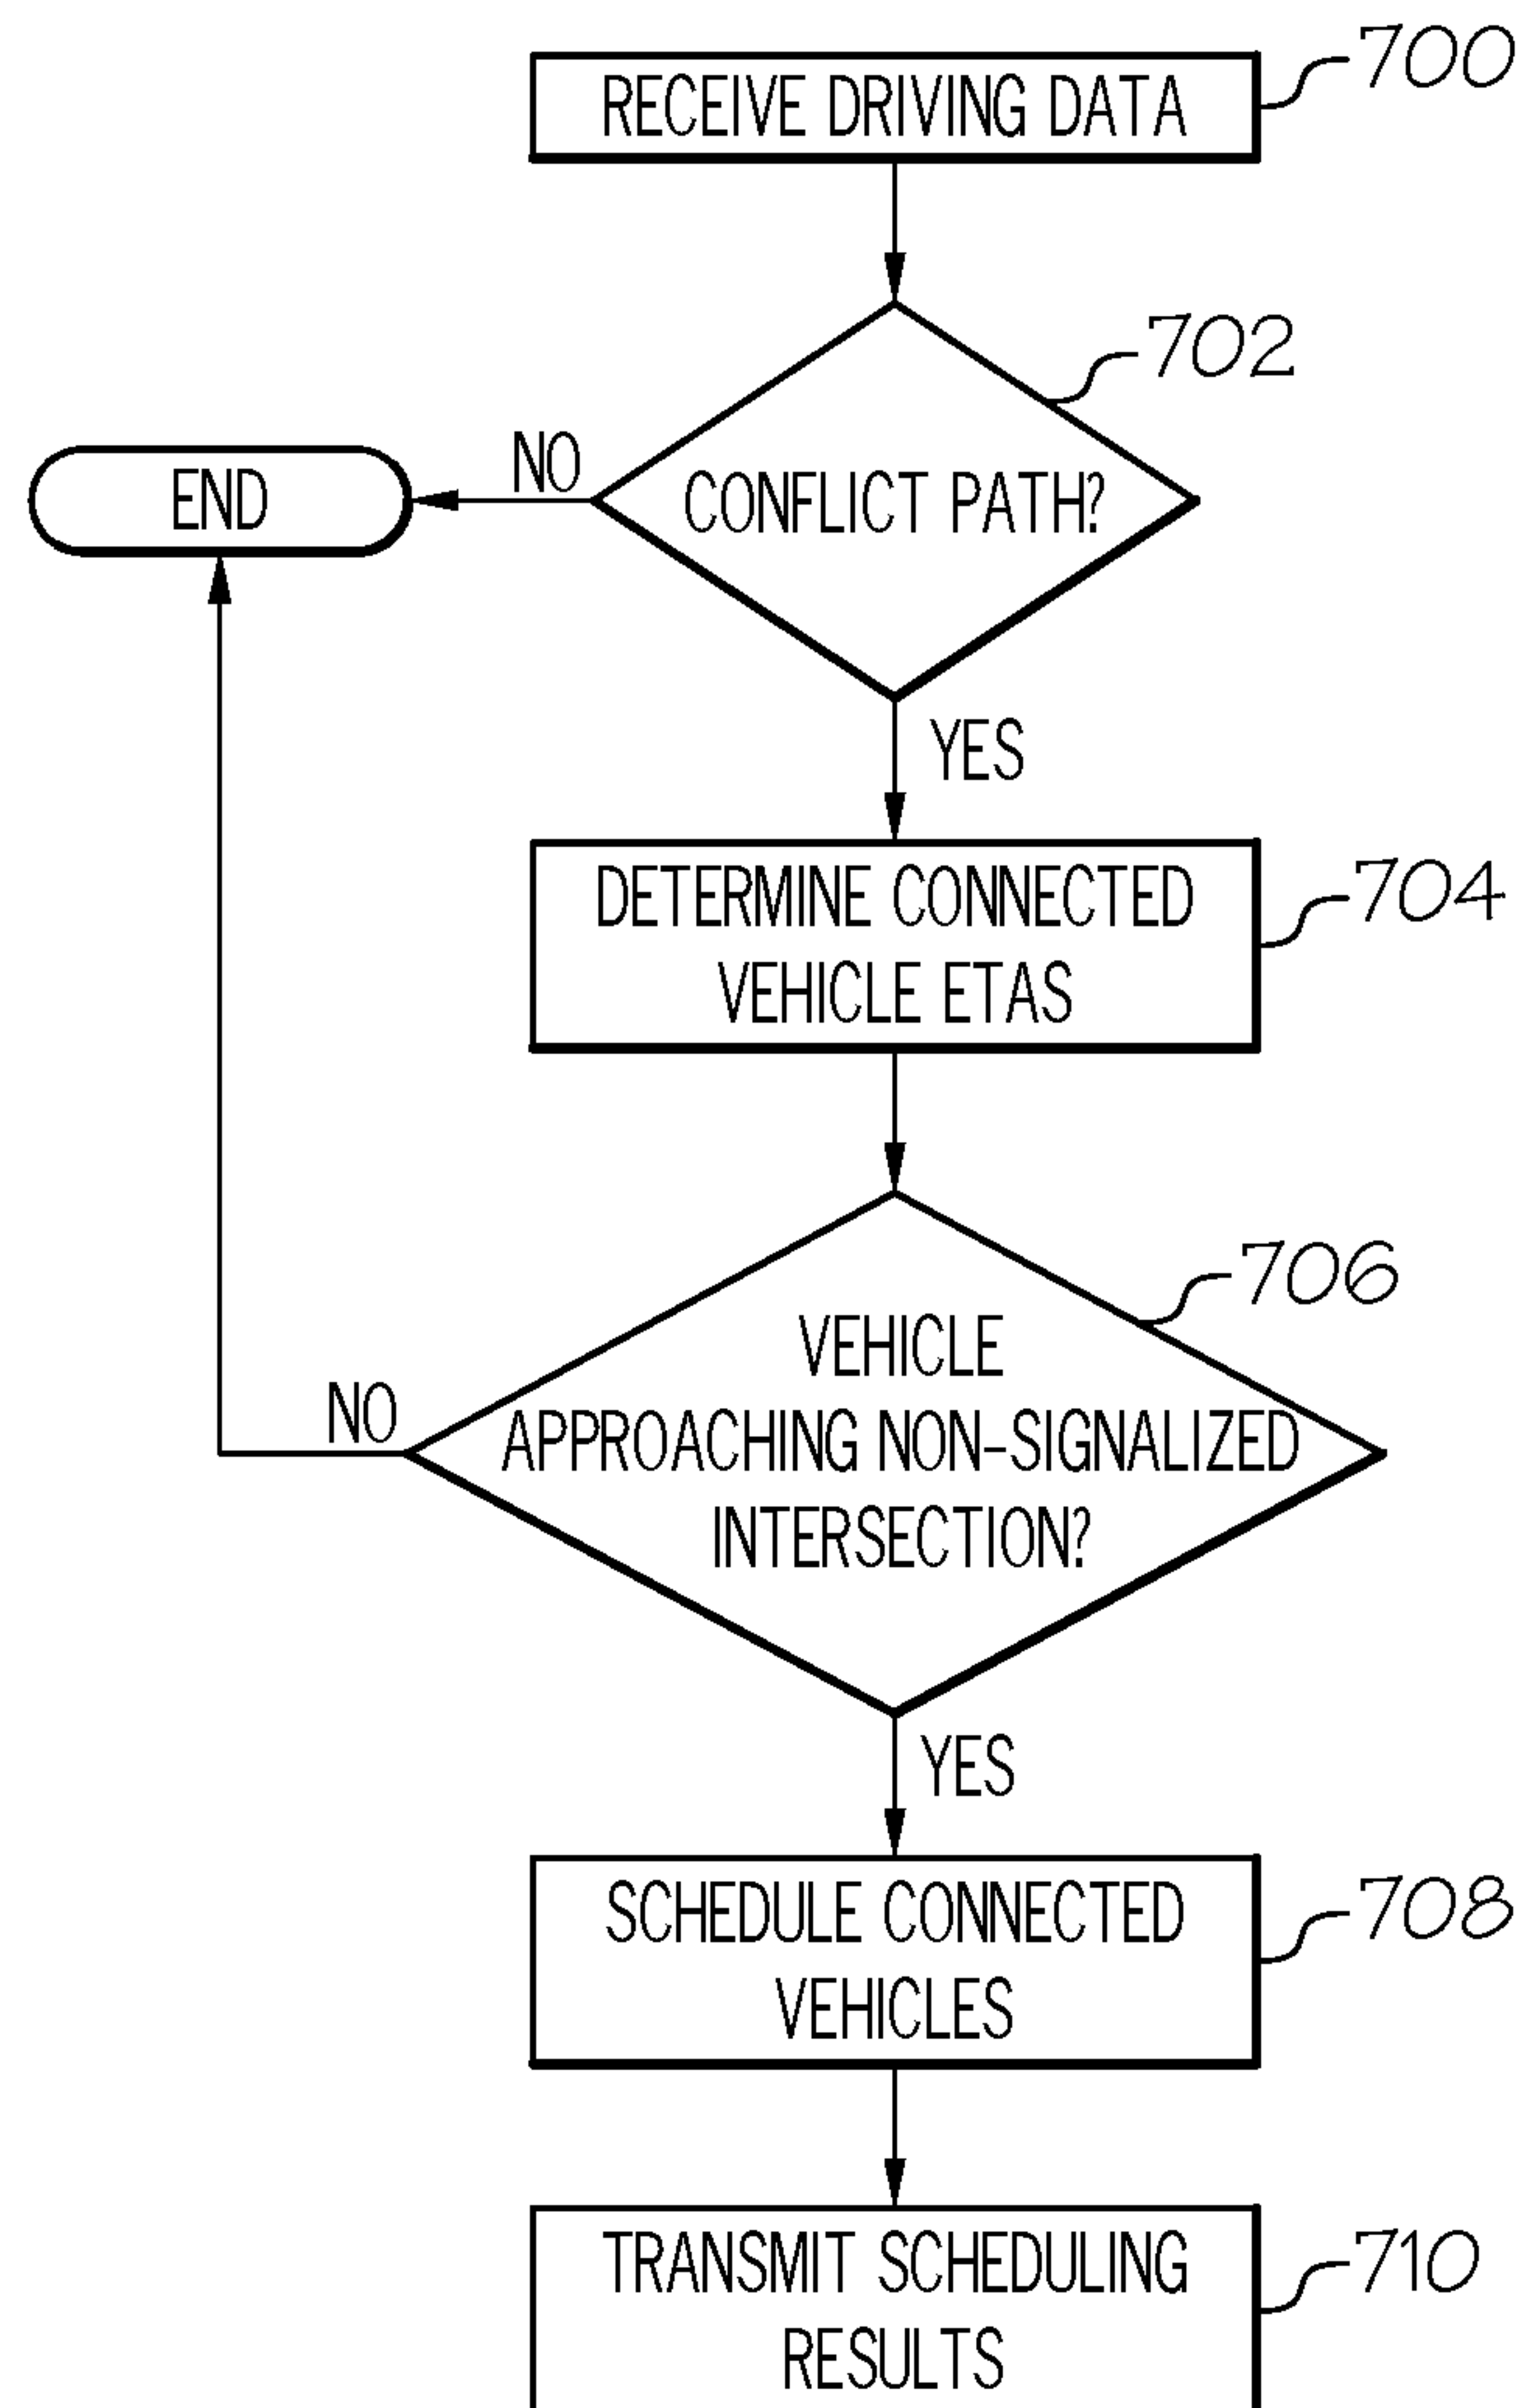 700
RECEIVE DRIVING DATA
702
CONFLICT PATH?
NO
END
YES
704
DETERMINE CONNECTED
VEHICLE ETAS
706
VEHICLE
APPROACHING NON-SIGNALIZED
INTERSECTION?
NO
YES
708
SCHEDULE CONNECTED
VEHICLES
710
TRANSMIT SCHEDULING
RESULTS